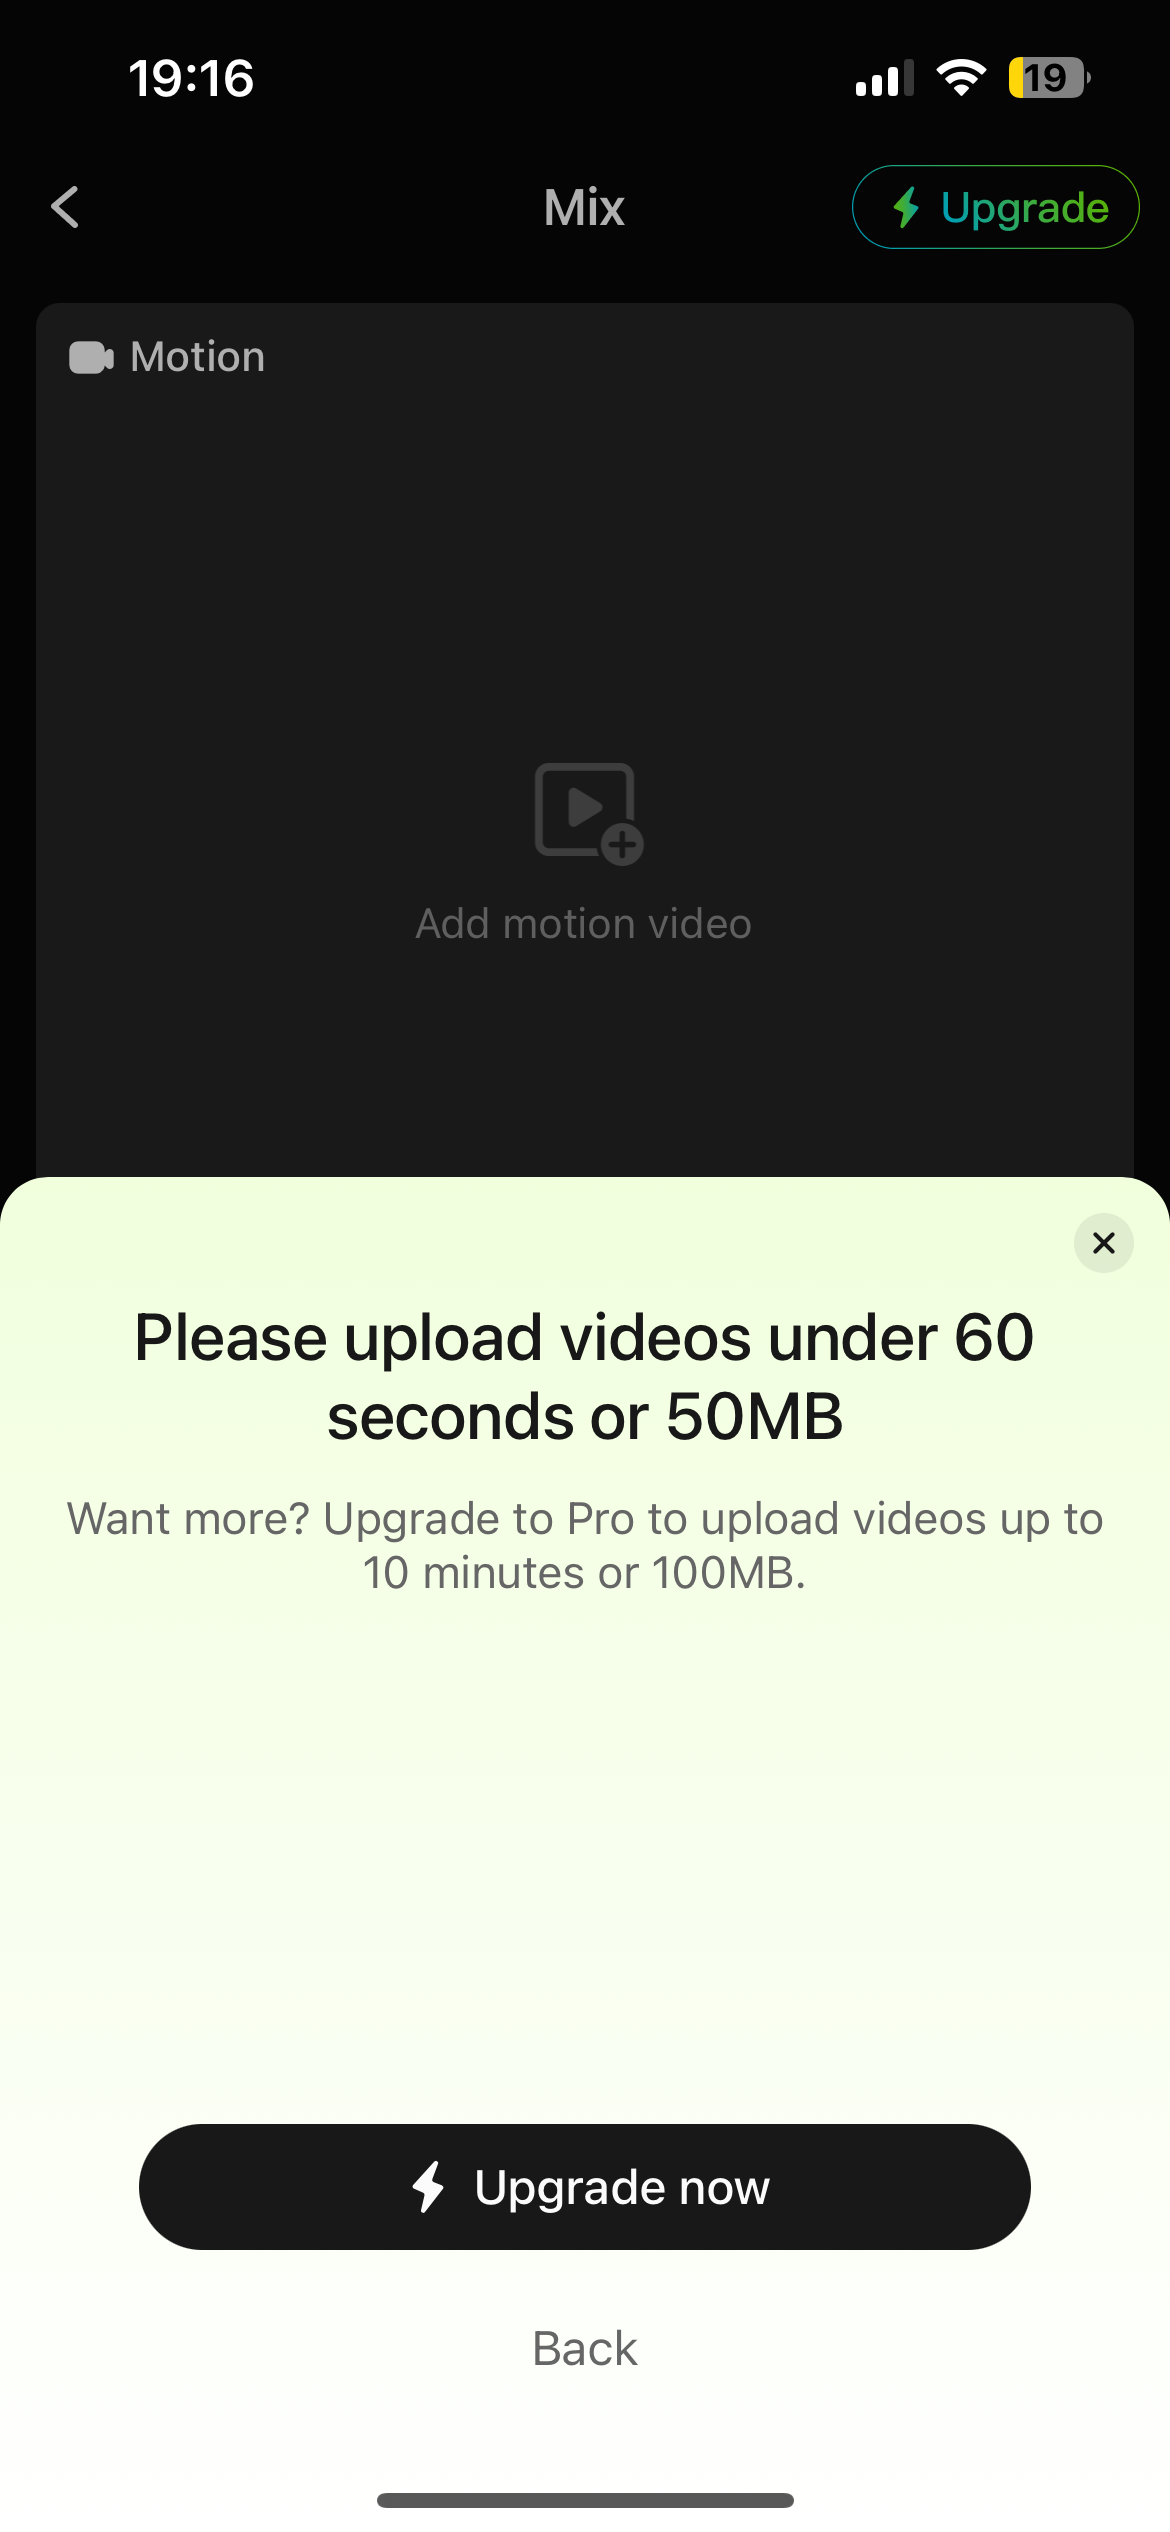 19:16
19
Mix
Upgrade
Motion
Add motion video
Please upload videos under 60
seconds or 50MB
Want more? Upgrade to Pro to upload videos up to
10 minutes or 100MB.
Upgrade now
Back